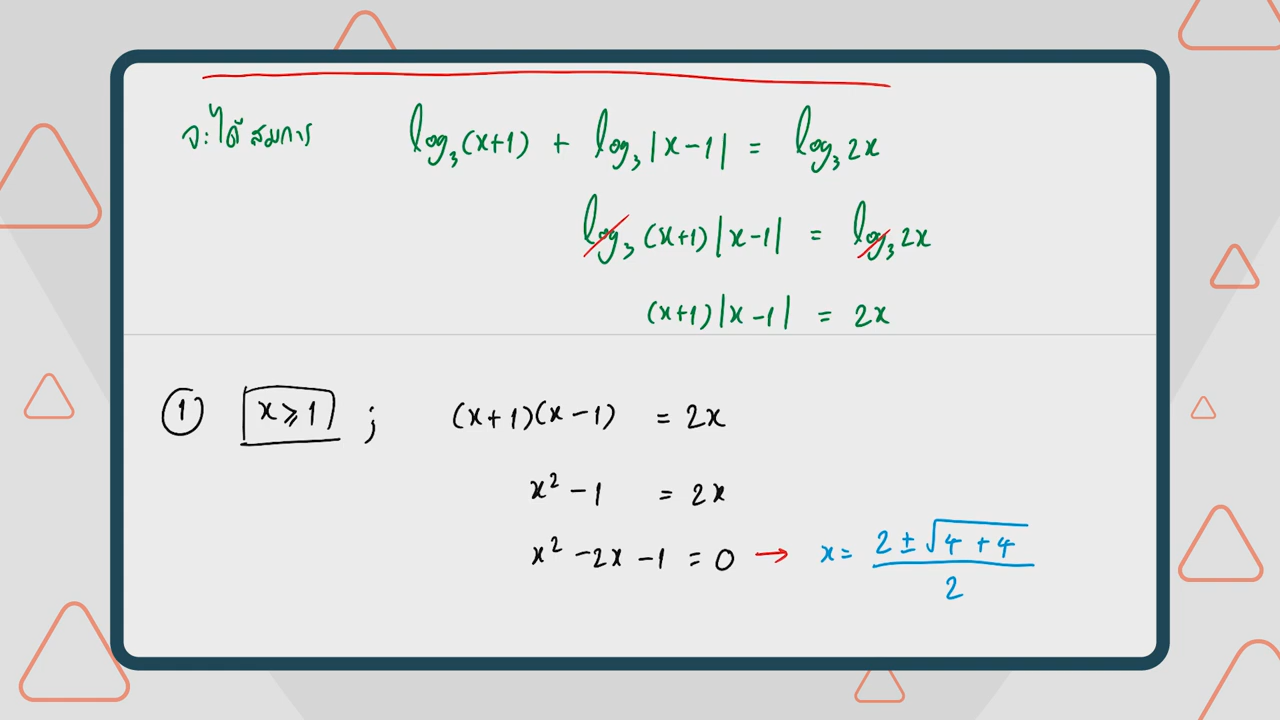 จะได้ สมการ log₃(x+1) + log₃|x-1| = log₃2x
log₃(x+1)|x-1| = log₃2x
(x+1)|x-1| = 2x
① x⩾1 ; (x+1)(x-1) = 2x
x²-1 = 2x
x²-2x-1 = 0 → x = (2±√(4+4))/2